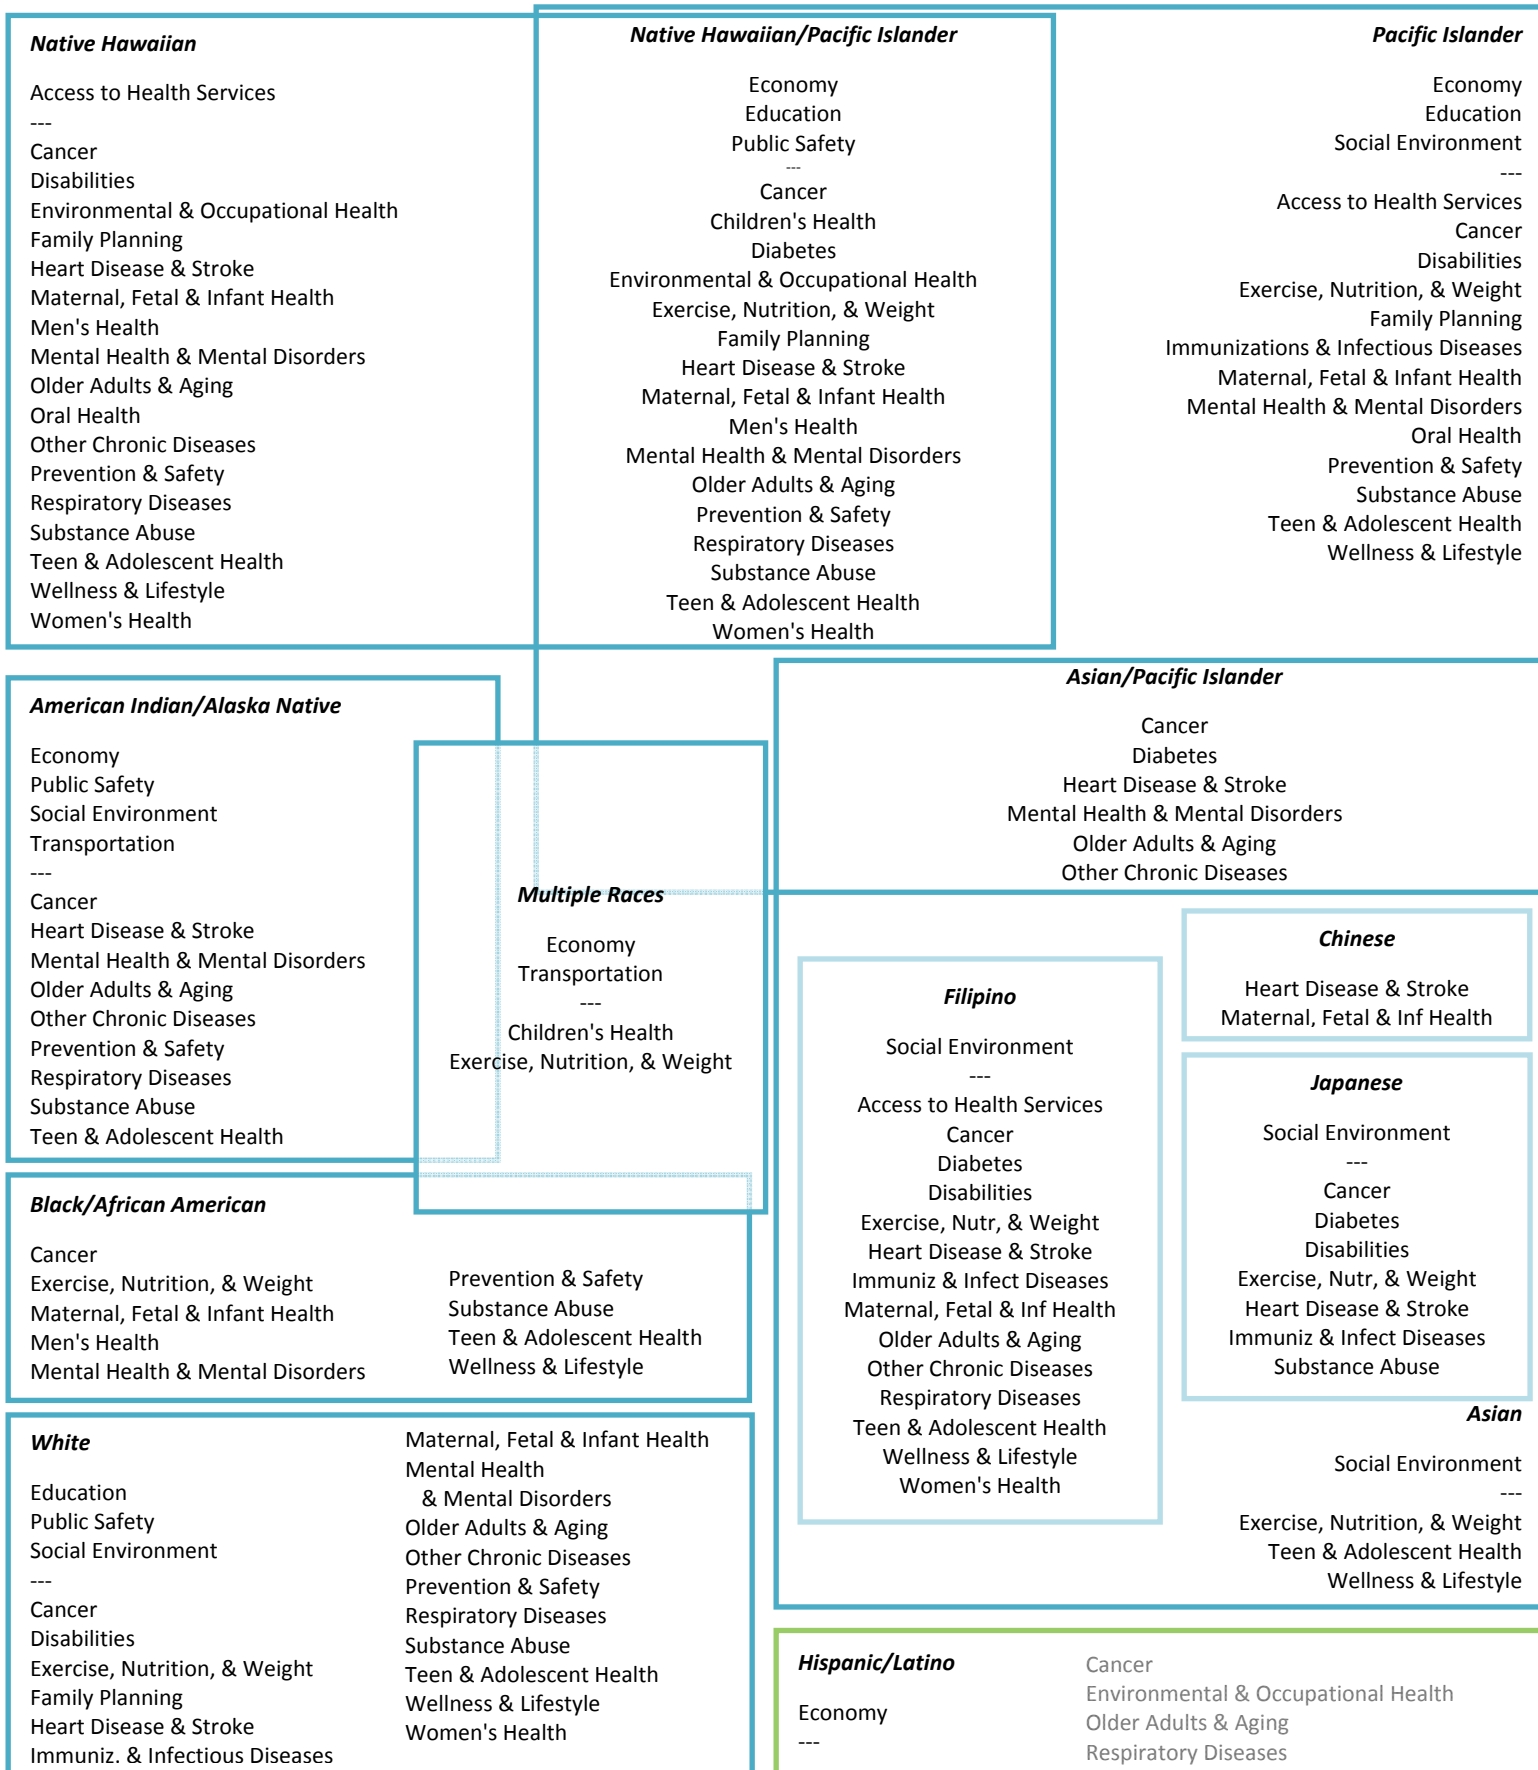 Native Hawaiian
Access to Health Services
---
Cancer
Disabilities
Environmental & Occupational Health
Family Planning
Heart Disease & Stroke
Maternal, Fetal & Infant Health
Men's Health
Mental Health & Mental Disorders
Older Adults & Aging
Oral Health
Other Chronic Diseases
Prevention & Safety
Respiratory Diseases
Substance Abuse
Teen & Adolescent Health
Wellness & Lifestyle
Women's Health
Native Hawaiian/Pacific Islander
Economy
Education
Public Safety
---
Cancer
Children's Health
Diabetes
Environmental & Occupational Health
Exercise, Nutrition, & Weight
Family Planning
Heart Disease & Stroke
Maternal, Fetal & Infant Health
Men's Health
Mental Health & Mental Disorders
Older Adults & Aging
Prevention & Safety
Respiratory Diseases
Substance Abuse
Teen & Adolescent Health
Women's Health
Pacific Islander
Economy
Education
Social Environment
---
Access to Health Services
Cancer
Disabilities
Exercise, Nutrition, & Weight
Family Planning
Immunizations & Infectious Diseases
Maternal, Fetal & Infant Health
Mental Health & Mental Disorders
Oral Health
Prevention & Safety
Substance Abuse
Teen & Adolescent Health
Wellness & Lifestyle
American Indian/Alaska Native
Economy
Public Safety
Social Environment
Transportation
---
Cancer
Heart Disease & Stroke
Mental Health & Mental Disorders
Older Adults & Aging
Other Chronic Diseases
Prevention & Safety
Respiratory Diseases
Substance Abuse
Teen & Adolescent Health
Multiple Races
Economy
Transportation
---
Children's Health
Exercise, Nutrition, & Weight
Asian/Pacific Islander
Cancer
Diabetes
Heart Disease & Stroke
Mental Health & Mental Disorders
Older Adults & Aging
Other Chronic Diseases
Filipino
Social Environment
---
Access to Health Services
Cancer
Diabetes
Disabilities
Exercise, Nutr, & Weight
Heart Disease & Stroke
Immuniz & Infect Diseases
Maternal, Fetal & Inf Health
Older Adults & Aging
Other Chronic Diseases
Respiratory Diseases
Teen & Adolescent Health
Wellness & Lifestyle
Women's Health
Chinese
Heart Disease & Stroke
Maternal, Fetal & Inf Health
Japanese
Social Environment
---
Cancer
Diabetes
Disabilities
Exercise, Nutr, & Weight
Heart Disease & Stroke
Immuniz & Infect Diseases
Substance Abuse
Asian
Social Environment
---
Exercise, Nutrition, & Weight
Teen & Adolescent Health
Wellness & Lifestyle
Black/African American
Cancer
Exercise, Nutrition, & Weight
Maternal, Fetal & Infant Health
Men's Health
Mental Health & Mental Disorders
Prevention & Safety
Substance Abuse
Teen & Adolescent Health
Wellness & Lifestyle
White
Education
Public Safety
Social Environment
---
Cancer
Disabilities
Exercise, Nutrition, & Weight
Family Planning
Heart Disease & Stroke
Immuniz. & Infectious Diseases
Maternal, Fetal & Infant Health
Mental Health
& Mental Disorders
Older Adults & Aging
Other Chronic Diseases
Prevention & Safety
Respiratory Diseases
Substance Abuse
Teen & Adolescent Health
Wellness & Lifestyle
Women's Health
Hispanic/Latino
Economy
---
Cancer
Environmental & Occupational Health
Older Adults & Aging
Respiratory Diseases